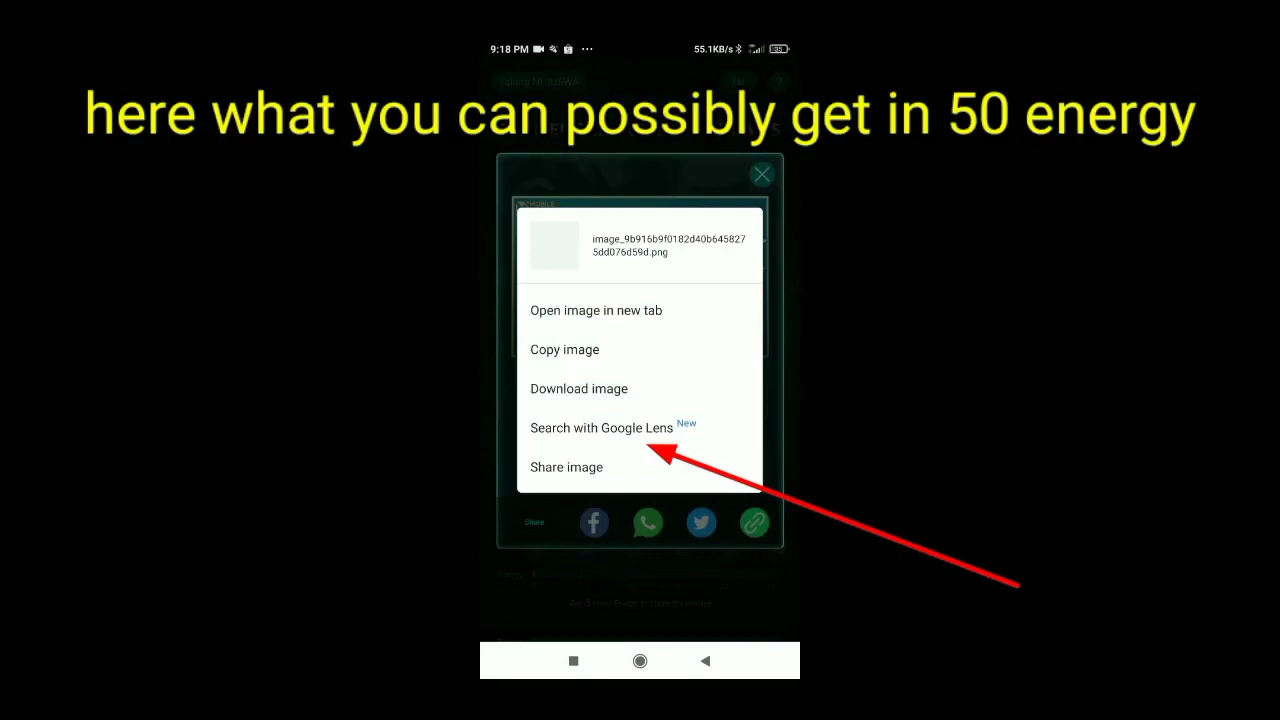 9:18 PM
55.1KB/s
35
here what you can possibly get in 50 energy
image_9b916b9f0182d40b645827
5dd076d59d.png
Open image in new tab
Copy image
Download image
Search with Google Lens New
Share image
Share